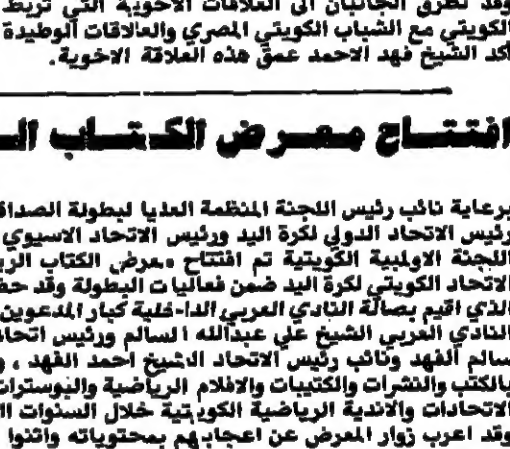 وقد تطرق الجانبان الى العلاقات الاخوية التي تربط
الكويتي مع الشباب الكويتي المصري والعلاقات الوطيدة
أكد الشيخ فهد الاحمد عمق هذه العلاقة الاخوية.
افتتاح معرض الكتاب الـ
برعاية نائب رئيس اللجنة المنظمة العليا لبطولة الصداقة
رئيس الاتحاد الدولي لكرة اليد ورئيس الاتحاد الاسيوي
اللجنة الاولمبية الكويتية تم افتتاح معرض الكتاب الري
الاتحاد الكويتي لكرة اليد ضمن فعاليات البطولة وقد حض
الذي اقيم بصالة النادي العربي الداخلية كبار المدعوين
النادي العربي الشيخ علي عبدالله السالم ورئيس اتحاد
سالم الفهد ونائب رئيس الاتحاد الشيخ احمد الفهد ، و
بالكتب والنشرات والكتيبات والافلام الرياضية والبوسترات
الاتحادات والاندية الرياضية الكويتية خلال السنوات ال
وقد اعرب زوار المعرض عن اعجابهم بمحتوياته واثنوا